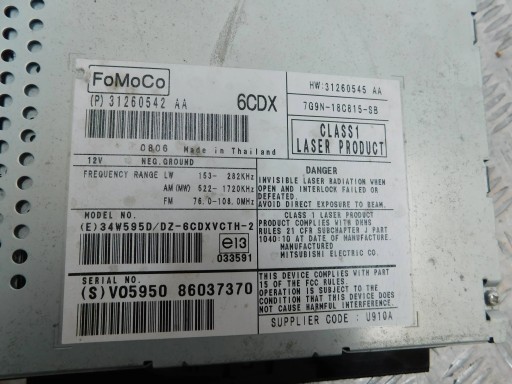 FoMoCo
(P) 31260542 AA
6CDX
HW:31260545 AA
7G9N-18C815-SB
CLASS1
LASER PRODUCT
0806 Made in Thailand
12V NEG.GROUND
FREQUENCY RANGE LW 153- 282KHz
AM(MW) 522- 1720KHz
FM 76.0-108.0MHz
MODEL NO.
(E)34W595D/DZ-6CDXVCTH-2
e13
033591
SERIAL NO.
(S)V05950 86037370
DANGER
INVISIBLE LASER RADIATION WHEN
OPEN AND INTERLOCK FAILED OR
DEFEATED.
AVOID DIRECT EXPOSURE TO BEAM.
CLASS 1 LASER PRODUCT
THIS PRODUCT COMPLIES WITH DHHS
RULES 21 CFR SUBCHAPTER J PART
1040:10 AT DATE OF MANUFACTURE.
MANUFACTURED
MITSUBISHI ELECTRIC CO.
THIS DEVICE COMPLIES WITH PART
15 OF THE FCC RULES.
OPERATION IS SUBJECT TO THE
CONDITION THAT THIS DEVICE DOES
NOT CAUSE HARMFUL INTERFERENCE.
SUPPLIER CODE : U910A